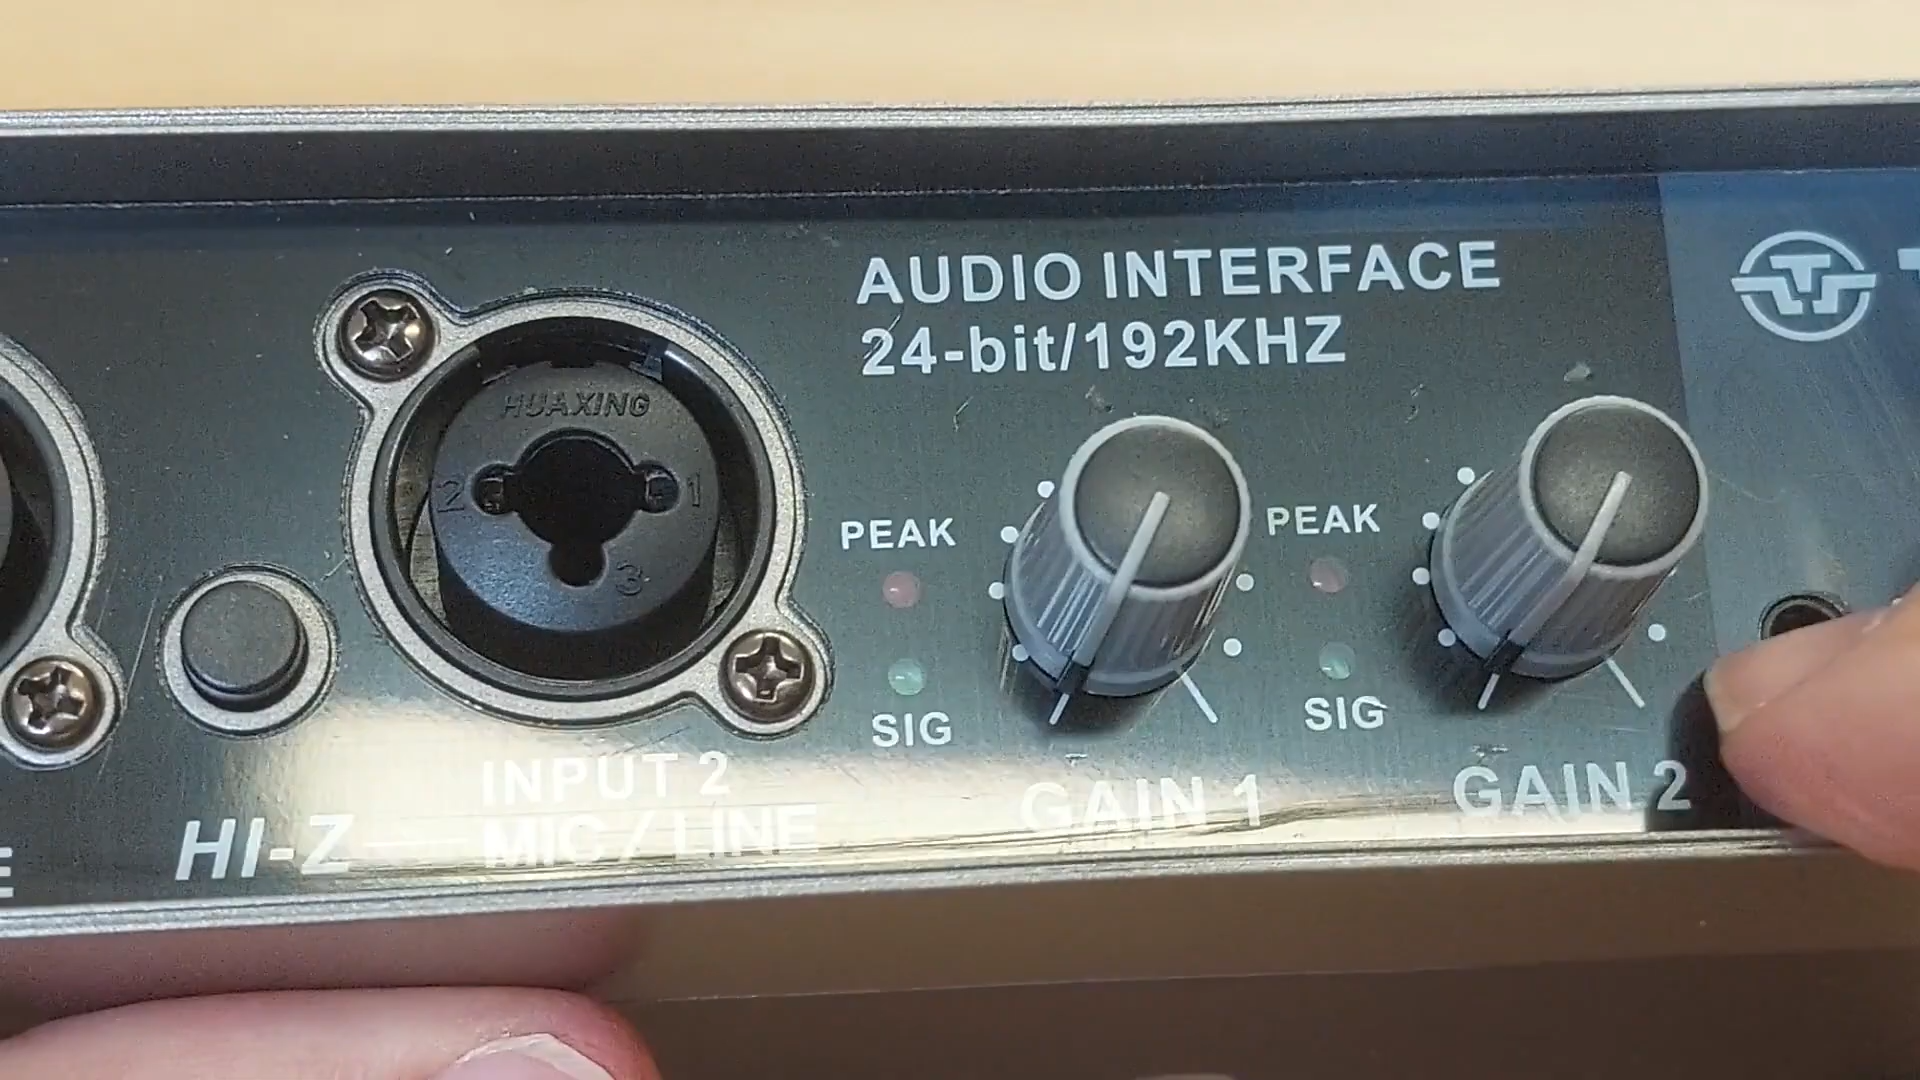 AUDIO INTERFACE
24-bit/192KHZ
HUAXING
2 1
3
PEAK
PEAK
SIG
SIG
INPUT 2
MIC / LINE
HI-Z
GAIN 1
GAIN 2